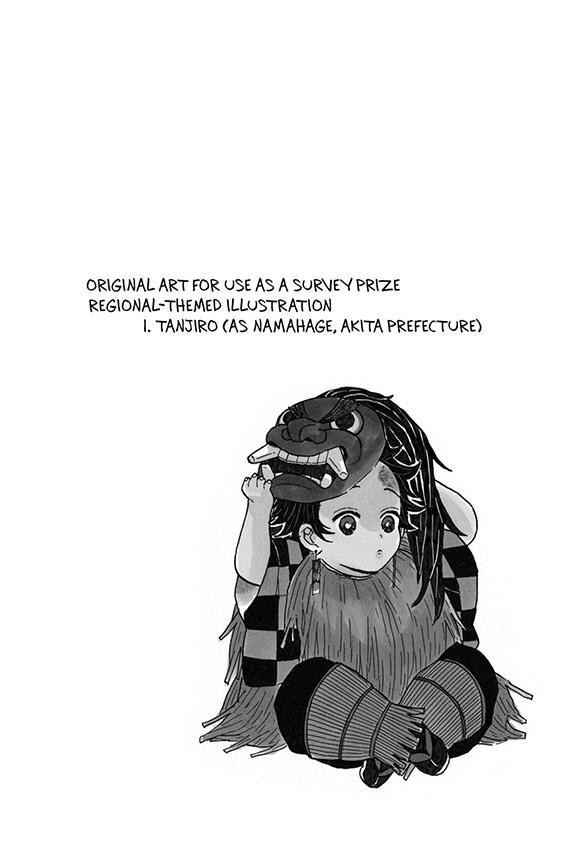 ORIGINAL ART FOR USE AS A SURVEY PRIZE
REGIONAL-THEMED ILLUSTRATION
1. TANJIRO (AS NAMAHAGE, AKITA PREFECTURE)